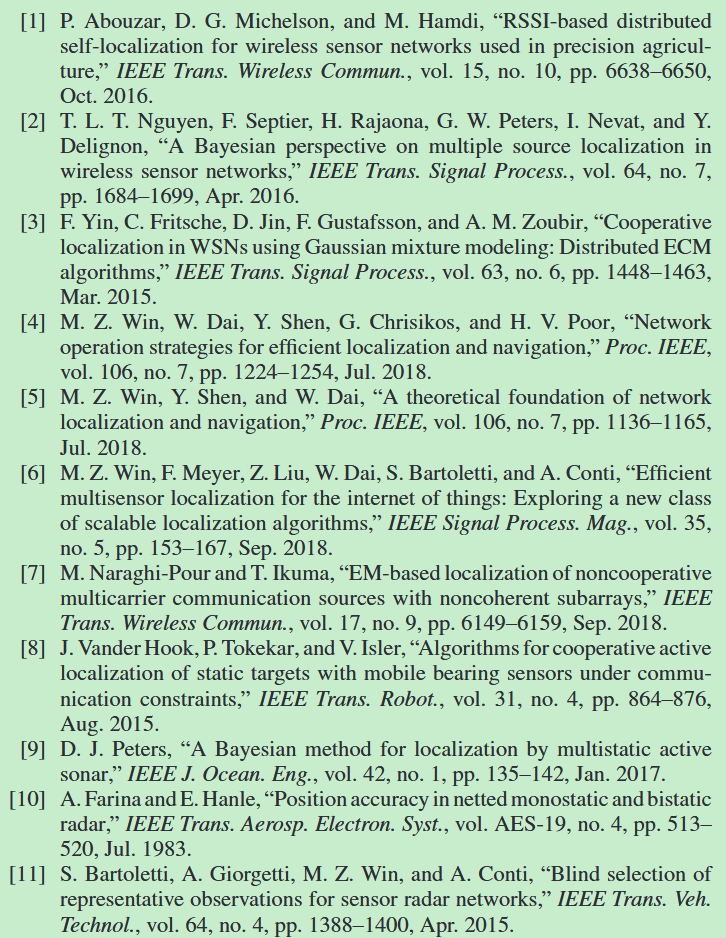 [1] P. Abouzar, D. G. Michelson, and M. Hamdi, “RSSI-based distributed
self-localization for wireless sensor networks used in precision agricul-
ture,” IEEE Trans. Wireless Commun., vol. 15, no. 10, pp. 6638–6650,
Oct. 2016.
[2] T. L. T. Nguyen, F. Septier, H. Rajaona, G. W. Peters, I. Nevat, and Y.
Delignon, “A Bayesian perspective on multiple source localization in
wireless sensor networks,” IEEE Trans. Signal Process., vol. 64, no. 7,
pp. 1684–1699, Apr. 2016.
[3] F. Yin, C. Fritsche, D. Jin, F. Gustafsson, and A. M. Zoubir, “Cooperative
localization in WSNs using Gaussian mixture modeling: Distributed ECM
algorithms,” IEEE Trans. Signal Process., vol. 63, no. 6, pp. 1448–1463,
Mar. 2015.
[4] M. Z. Win, W. Dai, Y. Shen, G. Chrisikos, and H. V. Poor, “Network
operation strategies for efficient localization and navigation,” Proc. IEEE,
vol. 106, no. 7, pp. 1224–1254, Jul. 2018.
[5] M. Z. Win, Y. Shen, and W. Dai, “A theoretical foundation of network
localization and navigation,” Proc. IEEE, vol. 106, no. 7, pp. 1136–1165,
Jul. 2018.
[6] M. Z. Win, F. Meyer, Z. Liu, W. Dai, S. Bartoletti, and A. Conti, “Efficient
multisensor localization for the internet of things: Exploring a new class
of scalable localization algorithms,” IEEE Signal Process. Mag., vol. 35,
no. 5, pp. 153–167, Sep. 2018.
[7] M. Naraghi-Pour and T. Ikuma, “EM-based localization of noncooperative
multicarrier communication sources with noncoherent subarrays,” IEEE
Trans. Wireless Commun., vol. 17, no. 9, pp. 6149–6159, Sep. 2018.
[8] J. Vander Hook, P. Tokekar, and V. Isler, “Algorithms for cooperative active
localization of static targets with mobile bearing sensors under commu-
nication constraints,” IEEE Trans. Robot., vol. 31, no. 4, pp. 864–876,
Aug. 2015.
[9] D. J. Peters, “A Bayesian method for localization by multistatic active
sonar,” IEEE J. Ocean. Eng., vol. 42, no. 1, pp. 135–142, Jan. 2017.
[10] A. Farina and E. Hanle, “Position accuracy in netted monostatic and bistatic
radar,” IEEE Trans. Aerosp. Electron. Syst., vol. AES-19, no. 4, pp. 513–
520, Jul. 1983.
[11] S. Bartoletti, A. Giorgetti, M. Z. Win, and A. Conti, “Blind selection of
representative observations for sensor radar networks,” IEEE Trans. Veh.
Technol., vol. 64, no. 4, pp. 1388–1400, Apr. 2015.